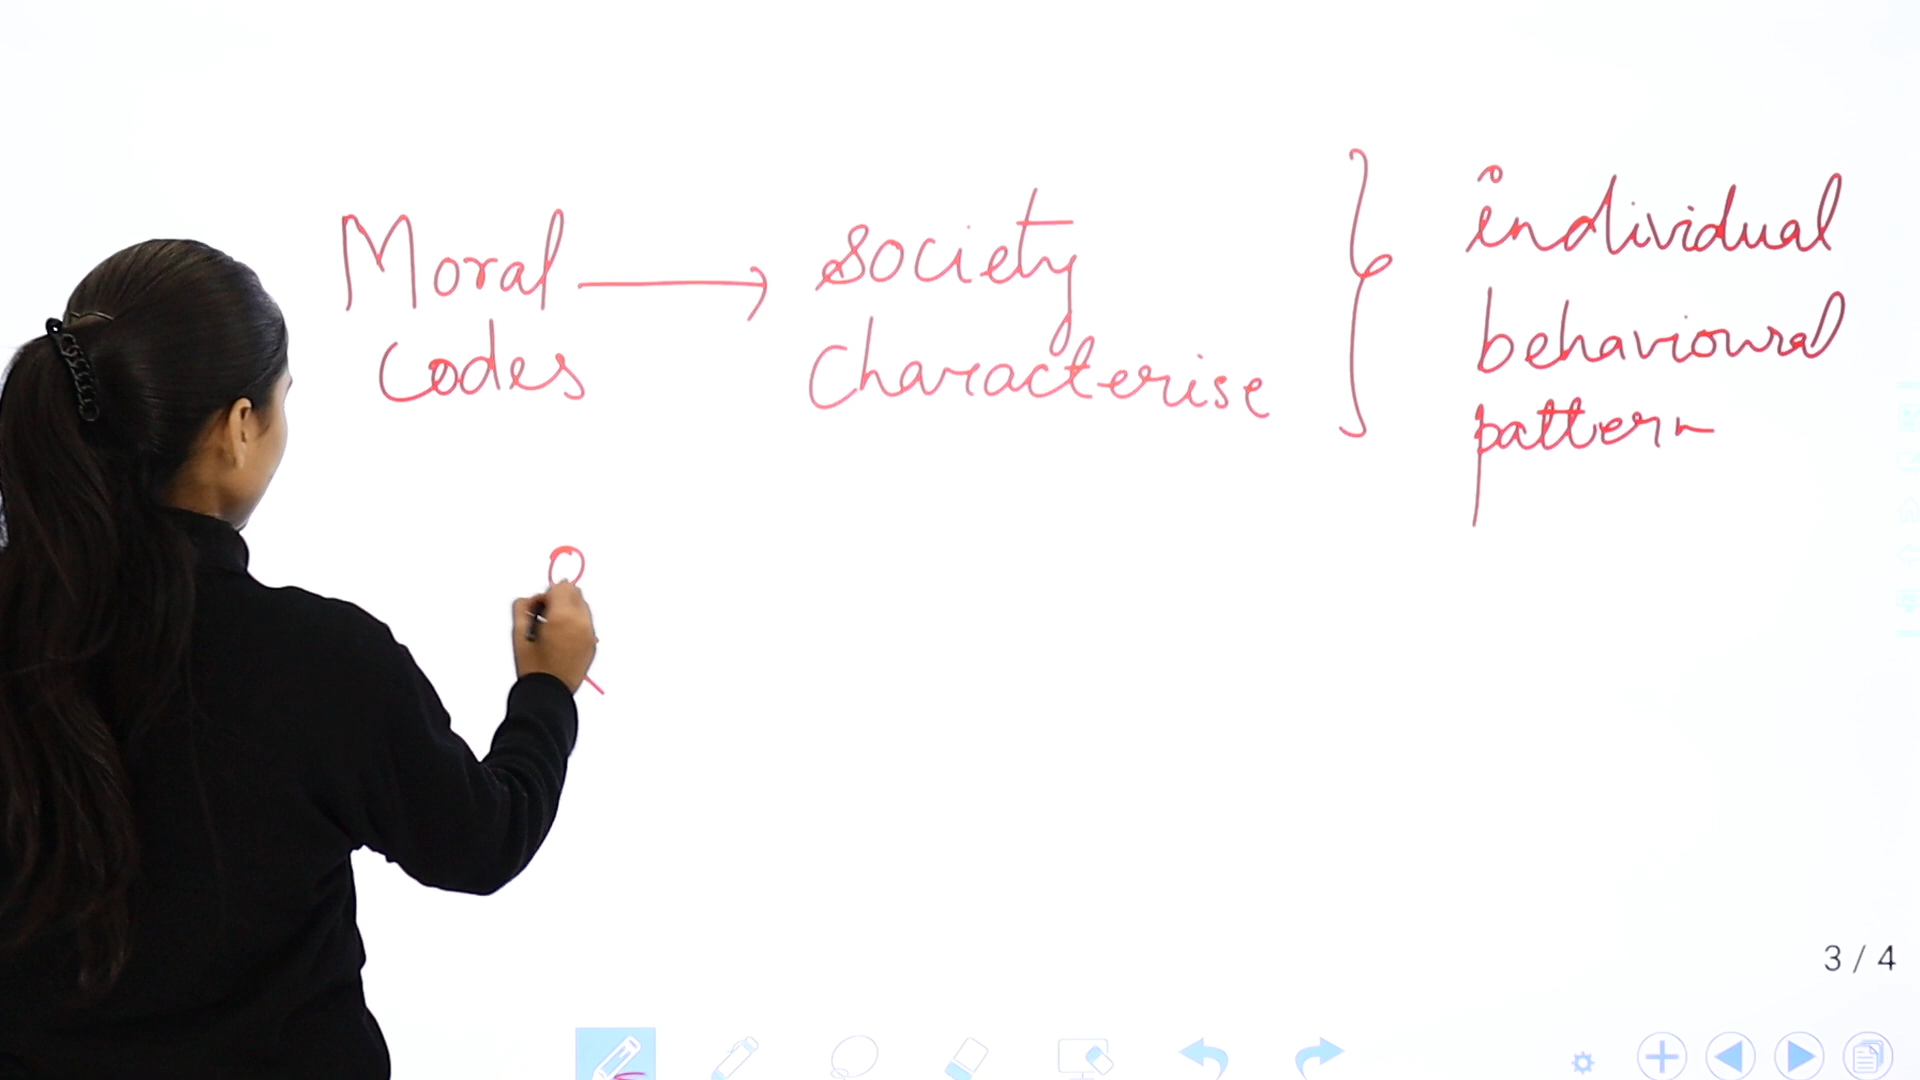 Moral → society
Codes characterise
} individual
behavioural
pattern
3 / 4